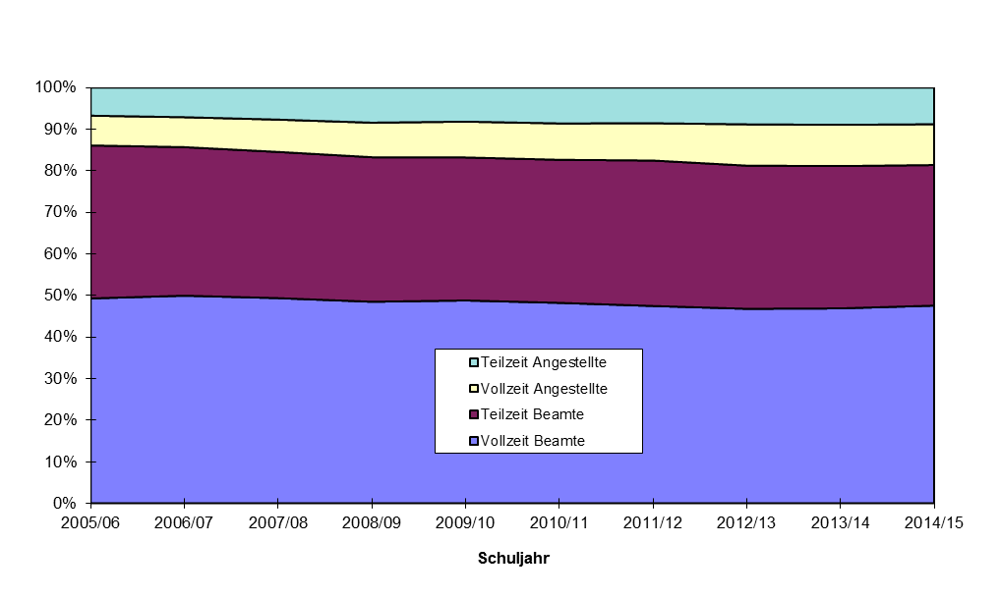 100%
90%
80%
70%
60%
50%
40%
30%
20%
10%
0%
Teilzeit Angestellte
Vollzeit Angestellte
Teilzeit Beamte
Vollzeit Beamte
2005/06 2006/07 2007/08 2008/09 2009/10 2010/11 2011/12 2012/13 2013/14 2014/15
Schuljahr